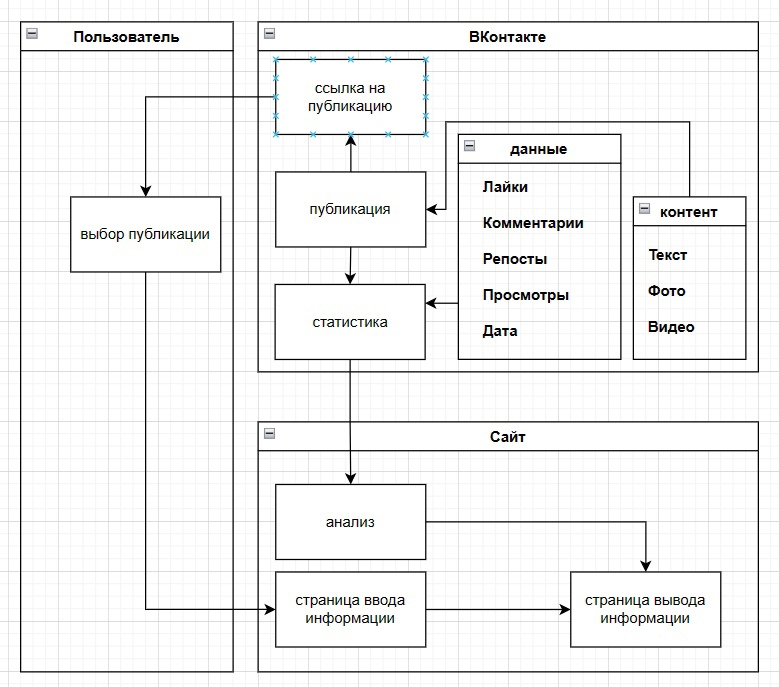 Пользователь
ВКонтакте
ссылка на
публикацию
данные
Лайки
публикация
контент
Комментарии
выбор публикации
Текст
Репосты
Фото
Просмотры
статистика
Видео
Дата
Сайт
анализ
страница ввода
информации
страница вывода
информации